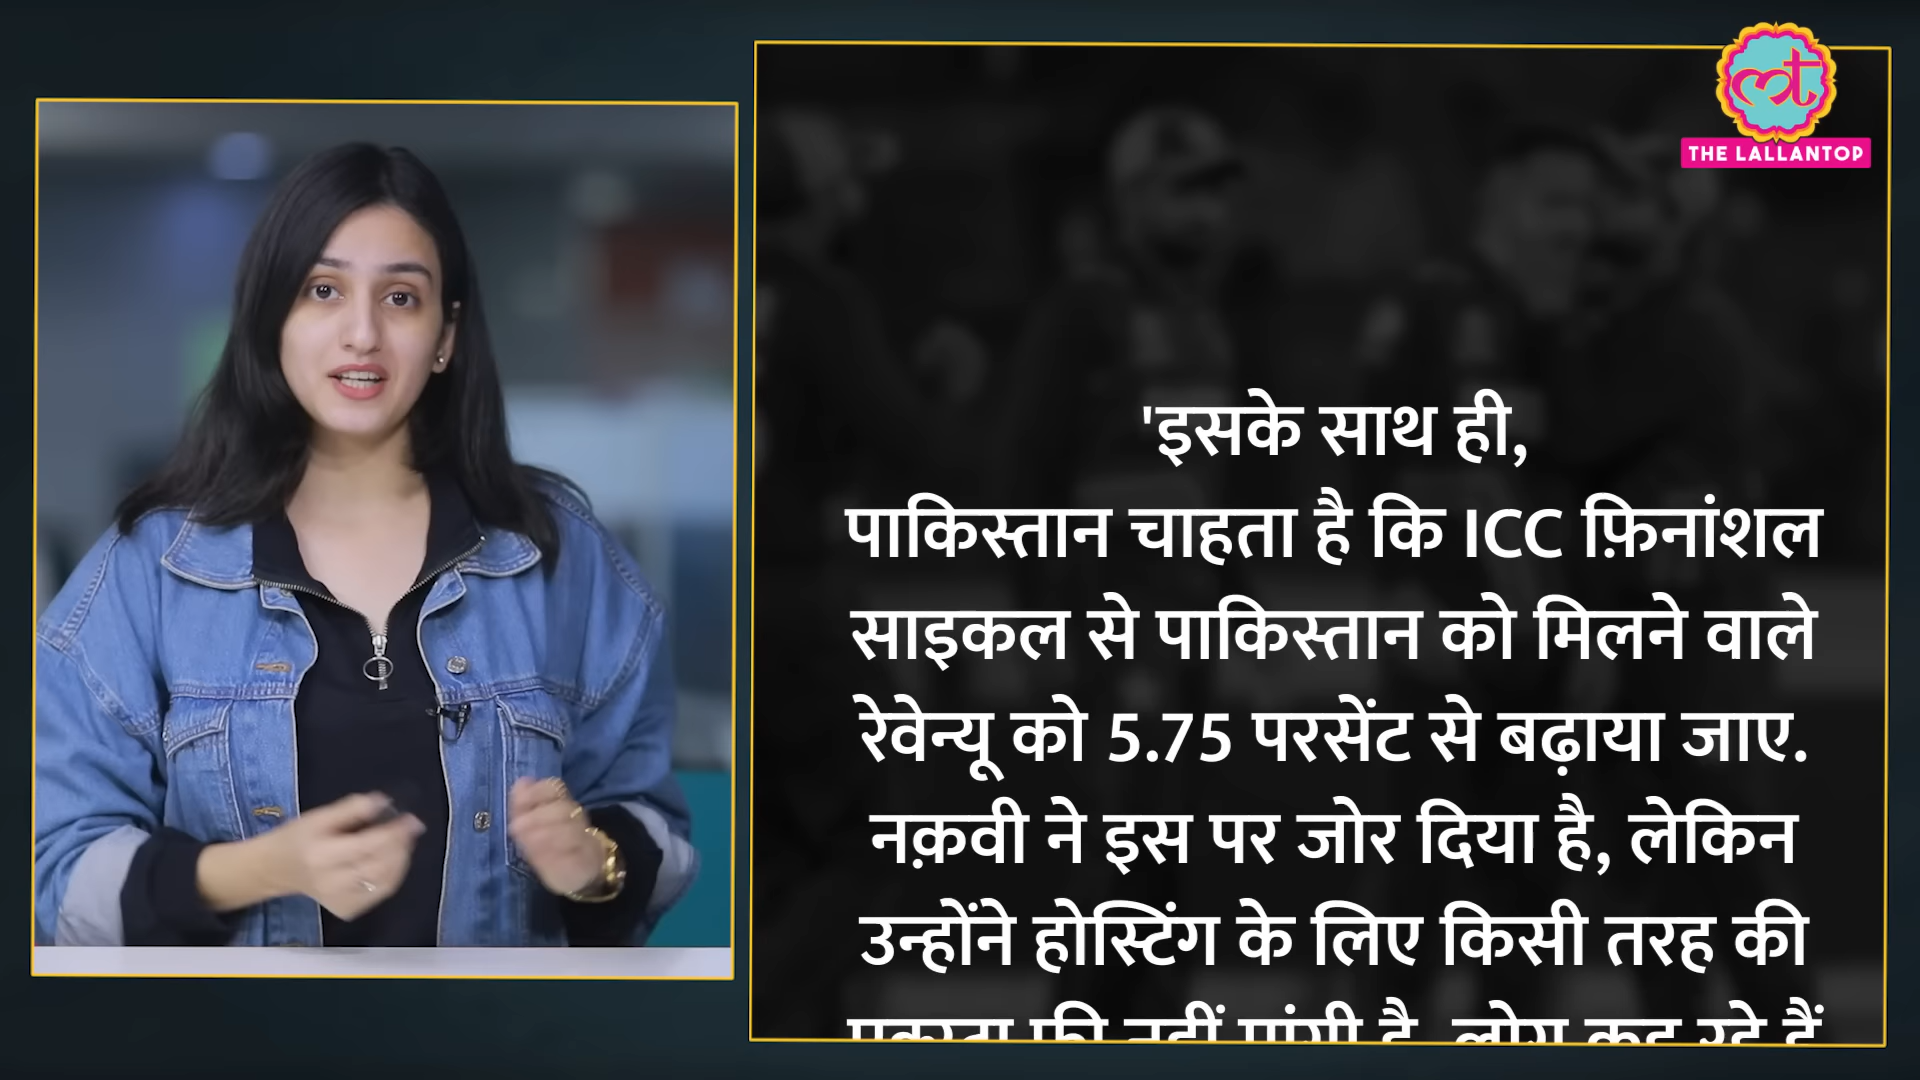 THE LALLANTOP
'इसके साथ ही,
पाकिस्तान चाहता है कि ICC फ़िनांशल
साइकल से पाकिस्तान को मिलने वाले
रेवेन्यू को 5.75 परसेंट से बढ़ाया जाए.
नक़वी ने इस पर जोर दिया है, लेकिन
उन्होंने होस्टिंग के लिए किसी तरह की